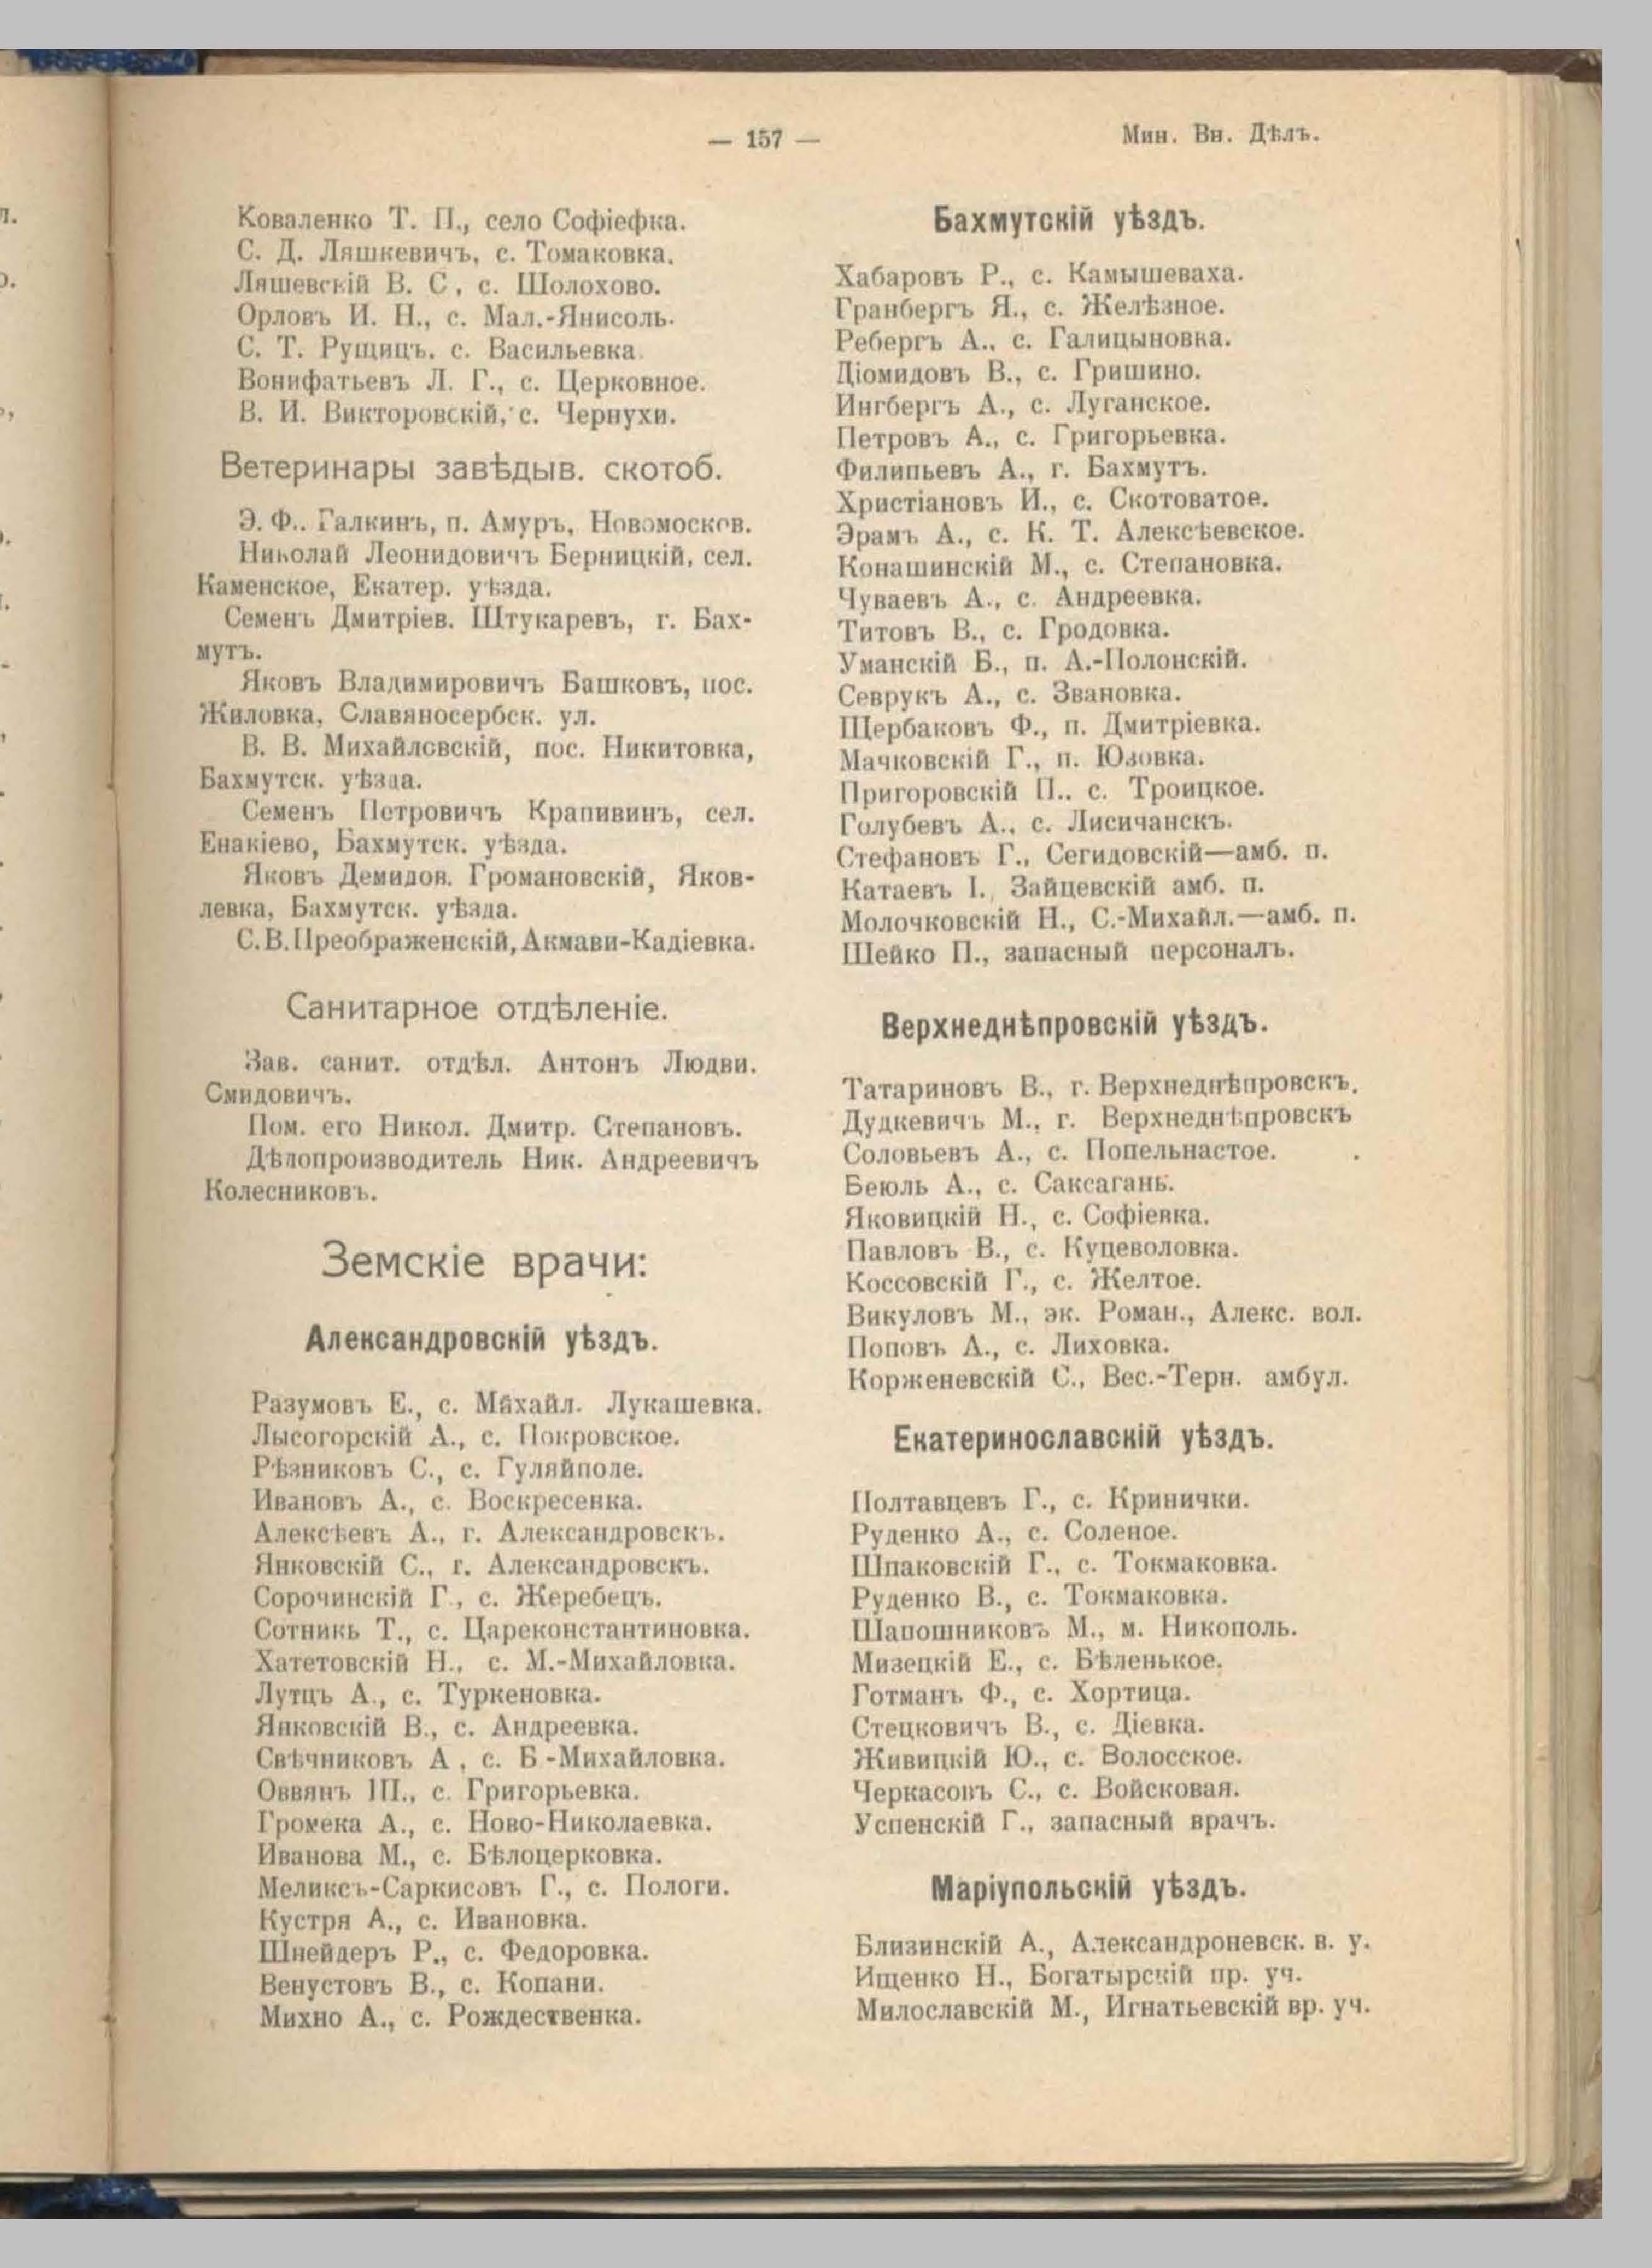 — 157 —
Мин. Вн. Дѣлъ.
Коваленко Т. П., село Софіефка.
С. Д. Ляшкевичъ, с. Томаковка.
Ляшевскій В. С, с. Шолохово.
Орловъ И. Н., с. Мал.-Янисоль.
С. Т. Рущицъ, с. Васильевка.
Вонифатьевъ Л. Г., с. Церковное.
В. И. Викторовскій, с. Чернухи.
Ветеринары завѣдыв. скотоб.
Э. Ф.. Галкинъ, п. Амуръ, Новомосков.
Николай Леонидовичъ Берницкій, сел.
Каменское, Екатер. уѣзда.
Семенъ Дмитріев. Штукаревъ, г. Бах-
мутъ.
Яковъ Владимировичъ Башковъ, пос.
Жиловка, Славяносербск. ул.
В. В. Михайловскій, пос. Никитовка,
Бахмутск. уѣзда.
Семенъ Петровичъ Крапивинъ, сел.
Енакіево, Бахмутск. уѣзда.
Яковъ Демидов. Громановскій, Яков-
левка, Бахмутск. уѣзда.
С. В. Преображенскій, Акмави-Кадіевка.
Санитарное отдѣленіе.
Зав. санит. отдѣл. Антонъ Людви.
Смидовичъ.
Пом. его Никол. Дмитр. Степановъ.
Дѣлопроизводитель Ник. Андреевичъ
Колесниковъ.
Земскіе врачи:
Александровскій уѣздъ.
Разумовъ Е., с. Михайл. Лукашевка.
Лысогорскій А., с. Покровское.
Рѣзниковъ С., с. Гуляйполе.
Ивановъ А., с. Воскресенка.
Алексѣевъ А., г. Александровскъ.
Янковскій С., г. Александровскъ.
Сорочинскій Г., с. Жеребецъ.
Сотникъ Т., с. Цареконстантиновка.
Хатетовскій Н., с. М.-Михайловка.
Лутцъ А., с. Туркеновка.
Янковскій В., с. Андреевка.
Свѣчниковъ А, с. Б-Михайловка.
Оввянъ Ш., с. Григорьевка.
Громека А., с. Ново-Николаевка.
Иванова М., с. Бѣлоцерковка.
Меликсъ-Саркисовъ Г., с. Пологи.
Кустря А., с. Ивановка.
Шнейдеръ Р., с. Федоровка.
Венустовъ В., с. Копани.
Михно А., с. Рождественка.
Бахмутскій уѣздъ.
Хабаровъ Р., с. Камышеваха.
Гранбергъ Я., с. Желѣзное.
Ребергъ А., с. Галицыновка.
Діомидовъ В., с. Гришино.
Ингбергъ А., с. Луганское.
Петровъ А., с. Григорьевка.
Филипьевъ А., г. Бахмутъ.
Христіановъ И., с. Скотоватое.
Эрамъ А., с. К. Т. Алексѣевское.
Конашинскій М., с. Степановка.
Чуваевъ А., с. Андреевка.
Титовъ В., с. Гродовка.
Уманскій Б., п. А.-Полонскій.
Севрукъ А., с. Звановка.
Щербаковъ Ф., п. Дмитріевка.
Мачковскій Г., п. Юзовка.
Пригоровскій П.. с. Троицкое.
Голубевъ А., с. Лисичанскъ.
Стефановъ Г., Сегидовскій—амб. п.
Катаевъ І., Зайцевскій амб. п.
Молочковскій Н., С.-Михайл.—амб. п.
Шейко П., запасный персоналъ.
Верхнеднѣпровскій уѣздъ.
Татариновъ В., г. Верхнеднѣпровскъ.
Дудкевичъ М., г. Верхнеднѣпровскъ
Соловьевъ А., с. Попельнастое.
Беюль А., с. Саксагань.
Яковицкій Н., с. Софіевка.
Павловъ В., с. Куцеволовка.
Коссовскій Г., с. Желтое.
Викуловъ М., эк. Роман., Алекс. вол.
Поповъ А., с. Лиховка.
Корженевскій С., Вес.-Терн. амбул.
Екатеринославскій уѣздъ.
Полтавцевъ Г., с. Кринички.
Руденко А., с. Соленое.
Шпаковскій Г., с. Токмаковка.
Руденко В., с. Токмаковка.
Шапошниковъ М., м. Никополь.
Мизецкій Е., с. Бѣленькое.
Готманъ Ф., с. Хортица.
Стецковичъ В., с. Діевка.
Живицкій Ю., с. Волосское.
Черкасовъ С., с. Войсковая.
Успенскій Г., запасный врачъ.
Маріупольскій уѣздъ.
Близинскій А., Александроневск. в. у.
Ищенко Н., Богатырскій пр. уч.
Милославскій М., Игнатьевскій вр. уч.